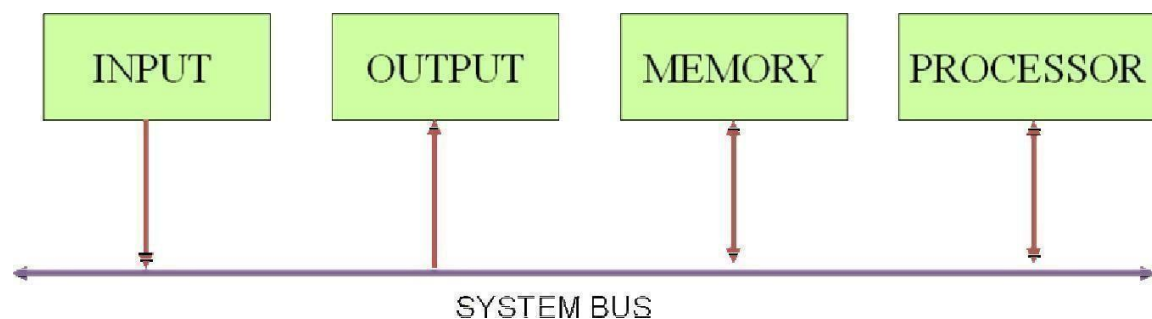 INPUT
OUTPUT
MEMORY
PROCESSOR
SYSTEM BUS